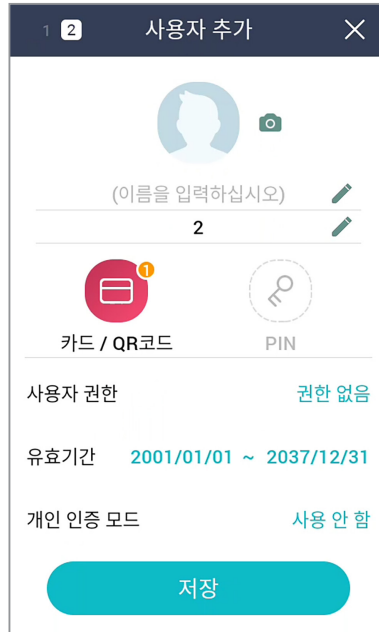 1 2 사용자 추가
(이름을 입력하십시오)
2
1
카드 / QR코드 PIN
사용자 권한 권한 없음
유효기간 2001/01/01 ~ 2037/12/31
개인 인증 모드 사용 안 함
저장